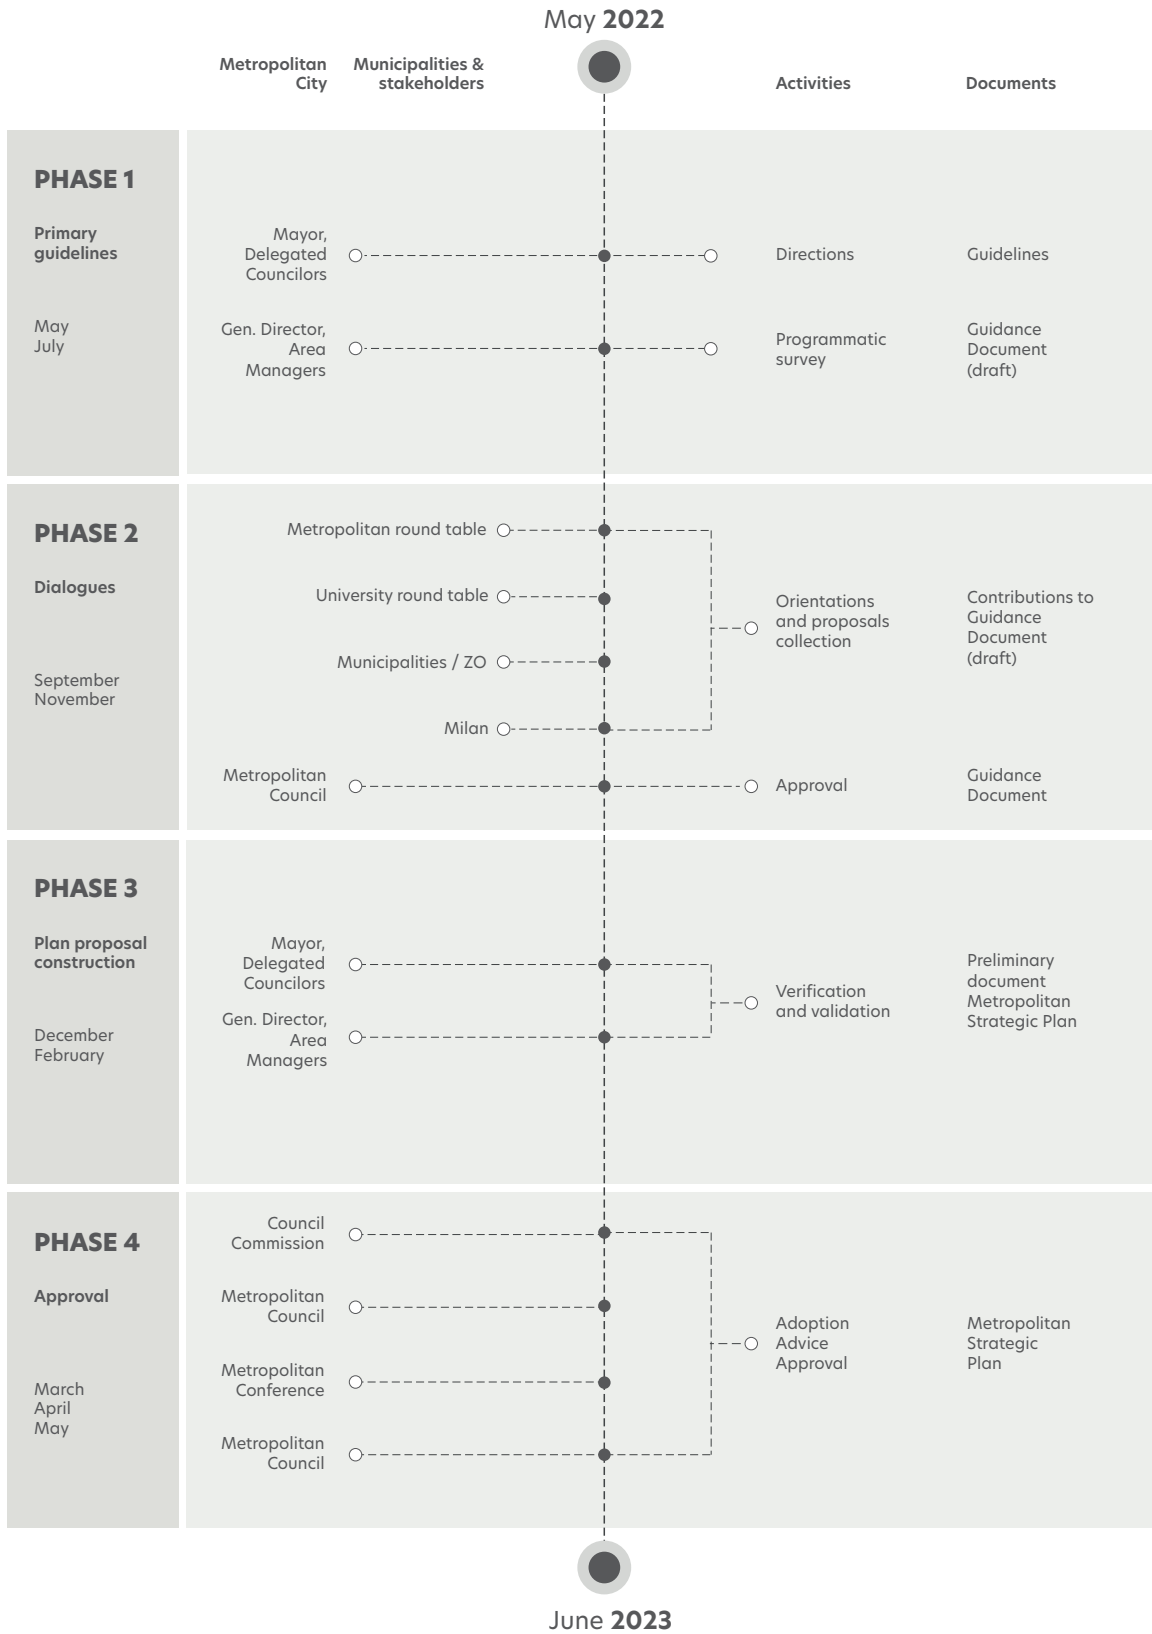 May 2022
Metropolitan
City
Municipalities &
stakeholders
Activities
Documents
PHASE 1
Primary
guidelines
May
July
Mayor,
Delegated
Councilors
Directions
Guidelines
Gen. Director,
Area
Managers
Programmatic
survey
Guidance
Document
(draft)
PHASE 2
Dialogues
September
November
Metropolitan round table
University round table
Municipalities / ZO
Milan
Orientations
and proposals
collection
Contributions to
Guidance
Document
(draft)
Metropolitan
Council
Approval
Guidance
Document
PHASE 3
Plan proposal
construction
December
February
Mayor,
Delegated
Councilors
Gen. Director,
Area
Managers
Verification
and validation
Preliminary
document
Metropolitan
Strategic Plan
PHASE 4
Approval
March
April
May
Council
Commission
Metropolitan
Council
Metropolitan
Conference
Metropolitan
Council
Adoption
Advice
Approval
Metropolitan
Strategic
Plan
June 2023